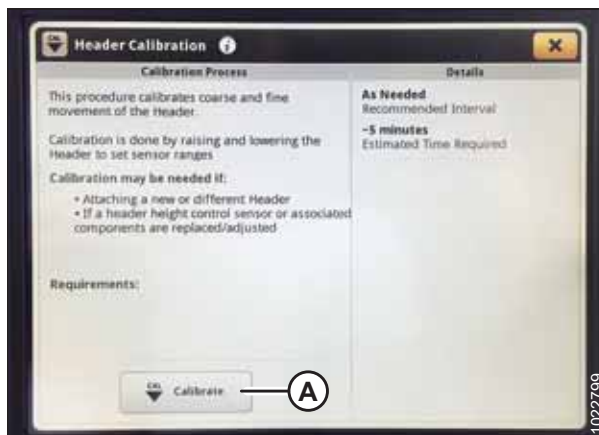 CAL
Header Calibration i
Calibration Process
This procedure calibrates coarse and fine
movement of the Header.
Calibration is done by raising and lowering the
Header to set sensor ranges
Calibration may be needed if:
• Attaching a new or different Header
• If a header height control sensor or associated
components are replaced/adjusted
Requirements:
CAL
Calibrate
A
Details
As Needed
Recommended Interval
~5 minutes
Estimated Time Required
1022799